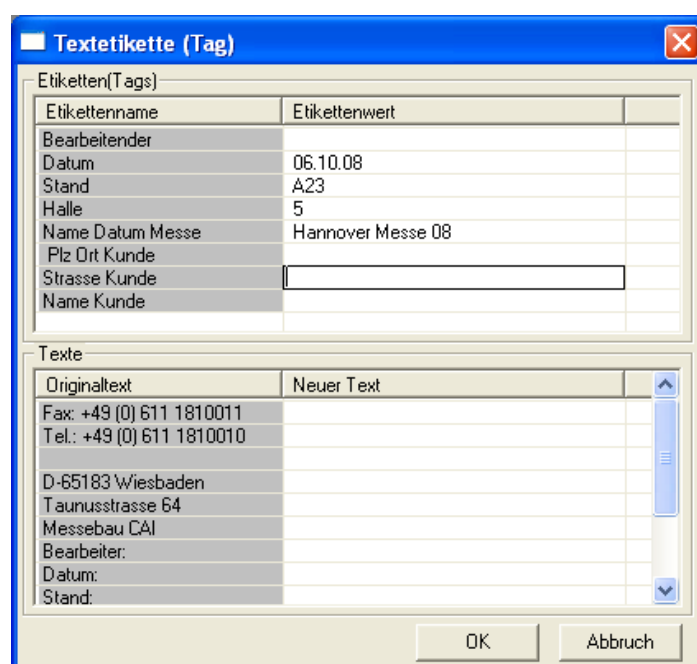 Textetikette (Tag)
Etiketten(Tags)
Etikettenname Etikettenwert
Bearbeitender
Datum 06.10.08
Stand A23
Halle 5
Name Datum Messe Hannover Messe 08
Plz Ort Kunde
Strasse Kunde
Name Kunde
Texte
Originaltext Neuer Text
Fax: +49 (0) 611 1810011
Tel.: +49 (0) 611 1810010
D-65183 Wiesbaden
Taunusstrasse 64
Messebau CAI
Bearbeiter:
Datum:
Stand:
OK Abbruch